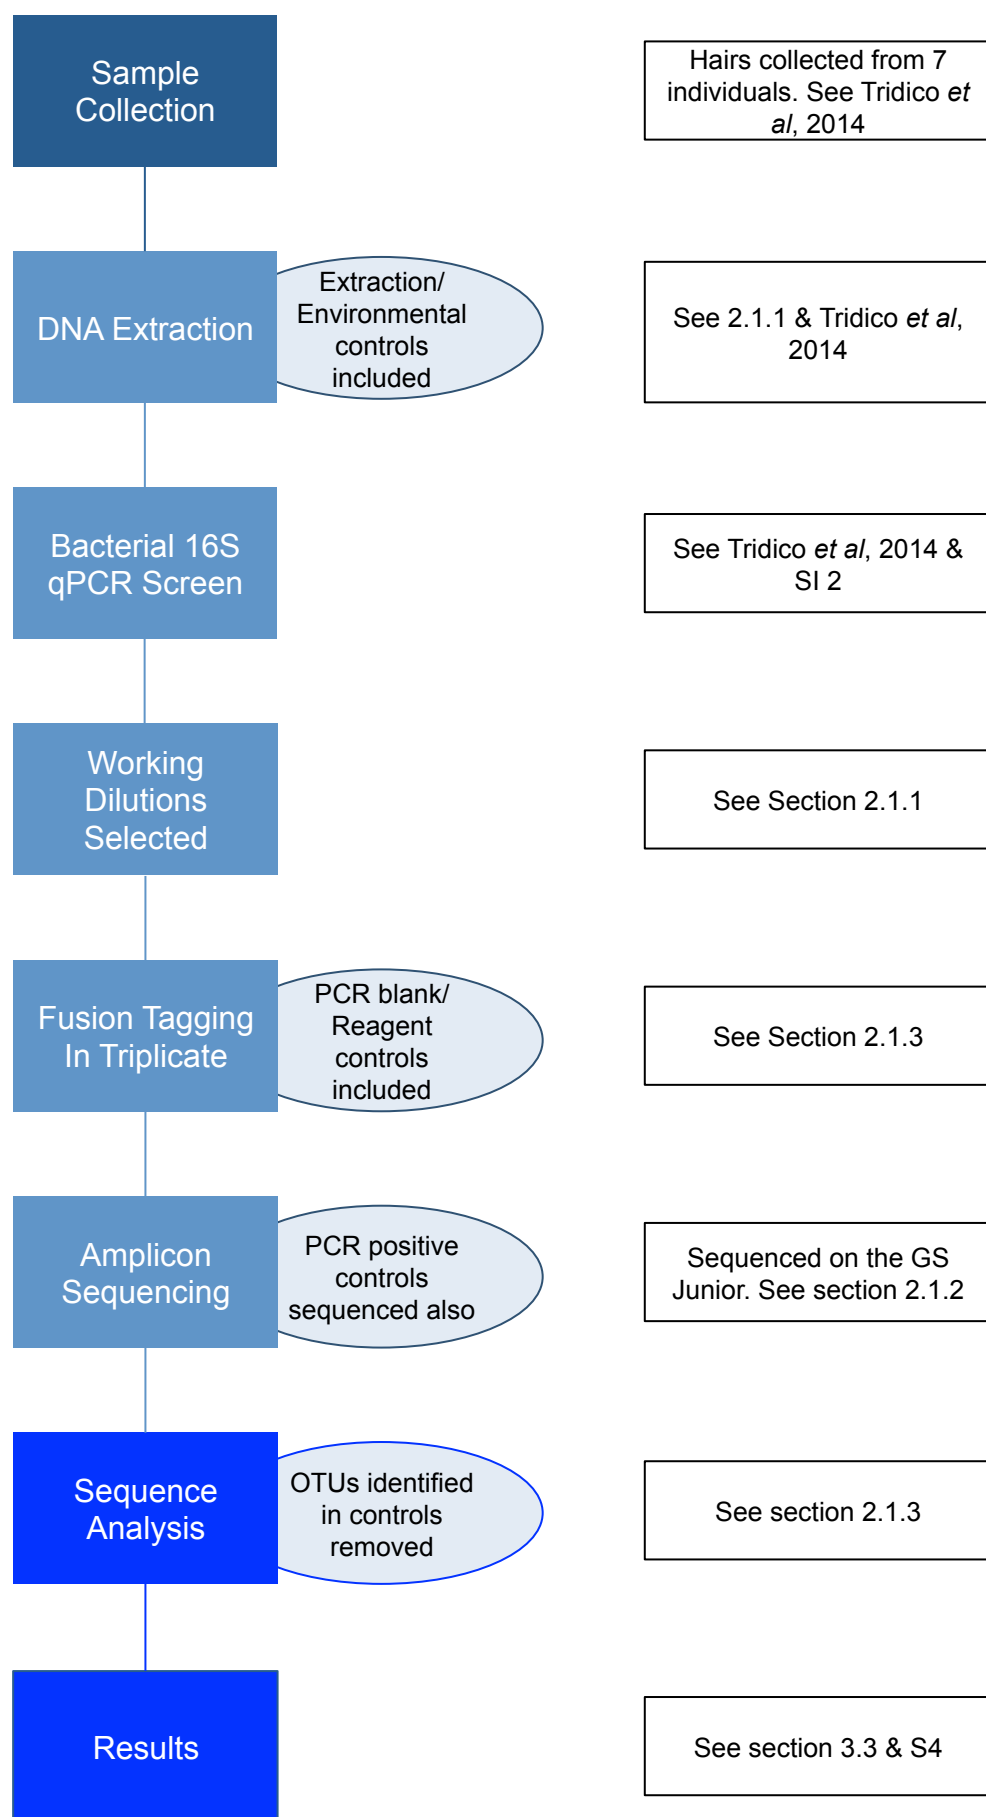 Sample
Collection
Hairs collected from 7
individuals. See Tridico et
al, 2014
DNA Extraction
Extraction/
Environmental
controls
included
See 2.1.1 & Tridico et al,
2014
Bacterial 16S
qPCR Screen
See Tridico et al, 2014 &
SI 2
Working
Dilutions
Selected
See Section 2.1.1
Fusion Tagging
In Triplicate
PCR blank/
Reagent
controls
included
See Section 2.1.3
Amplicon
Sequencing
PCR positive
controls
sequenced also
Sequenced on the GS
Junior. See section 2.1.2
Sequence
Analysis
OTUs identified
in controls
removed
See section 2.1.3
Results
See section 3.3 & S4